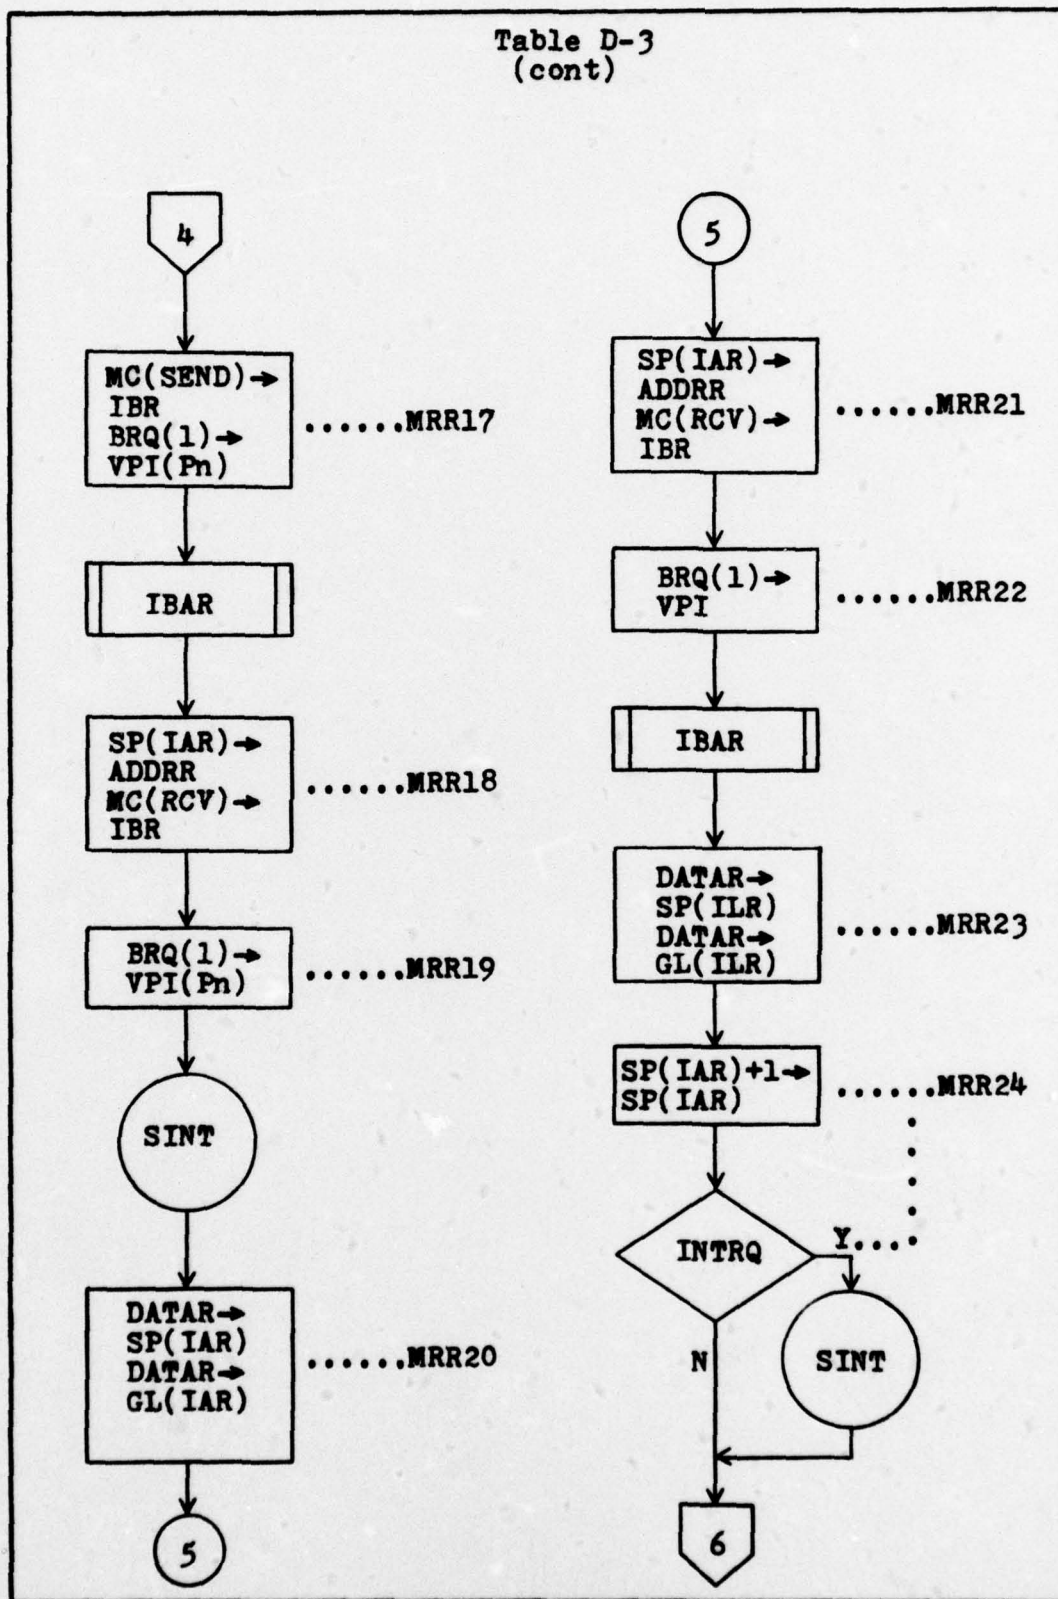 Table D-3
(cont)
4
MC(SEND)→
IBR
BRQ(1)→
VPI(Pn)
......MRR17
IBAR
SP(IAR)→
ADDRR
MC(RCV)→
IBR
......MRR18
BRQ(1)→
VPI(Pn)
......MRR19
SINT
DATAR→
SP(IAR)
DATAR→
GL(IAR)
......MRR20
5
5
SP(IAR)→
ADDRR
MC(RCV)→
IBR
......MRR21
BRQ(1)→
VPI
......MRR22
IBAR
DATAR→
SP(ILR)
DATAR→
GL(ILR)
......MRR23
SP(IAR)+1→
SP(IAR)
......MRR24
INTRQ
Y....
N
SINT
6